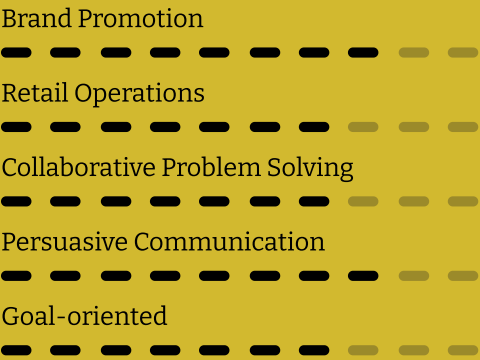 Brand Promotion
Retail Operations
Collaborative Problem Solving
Persuasive Communication
Goal-oriented